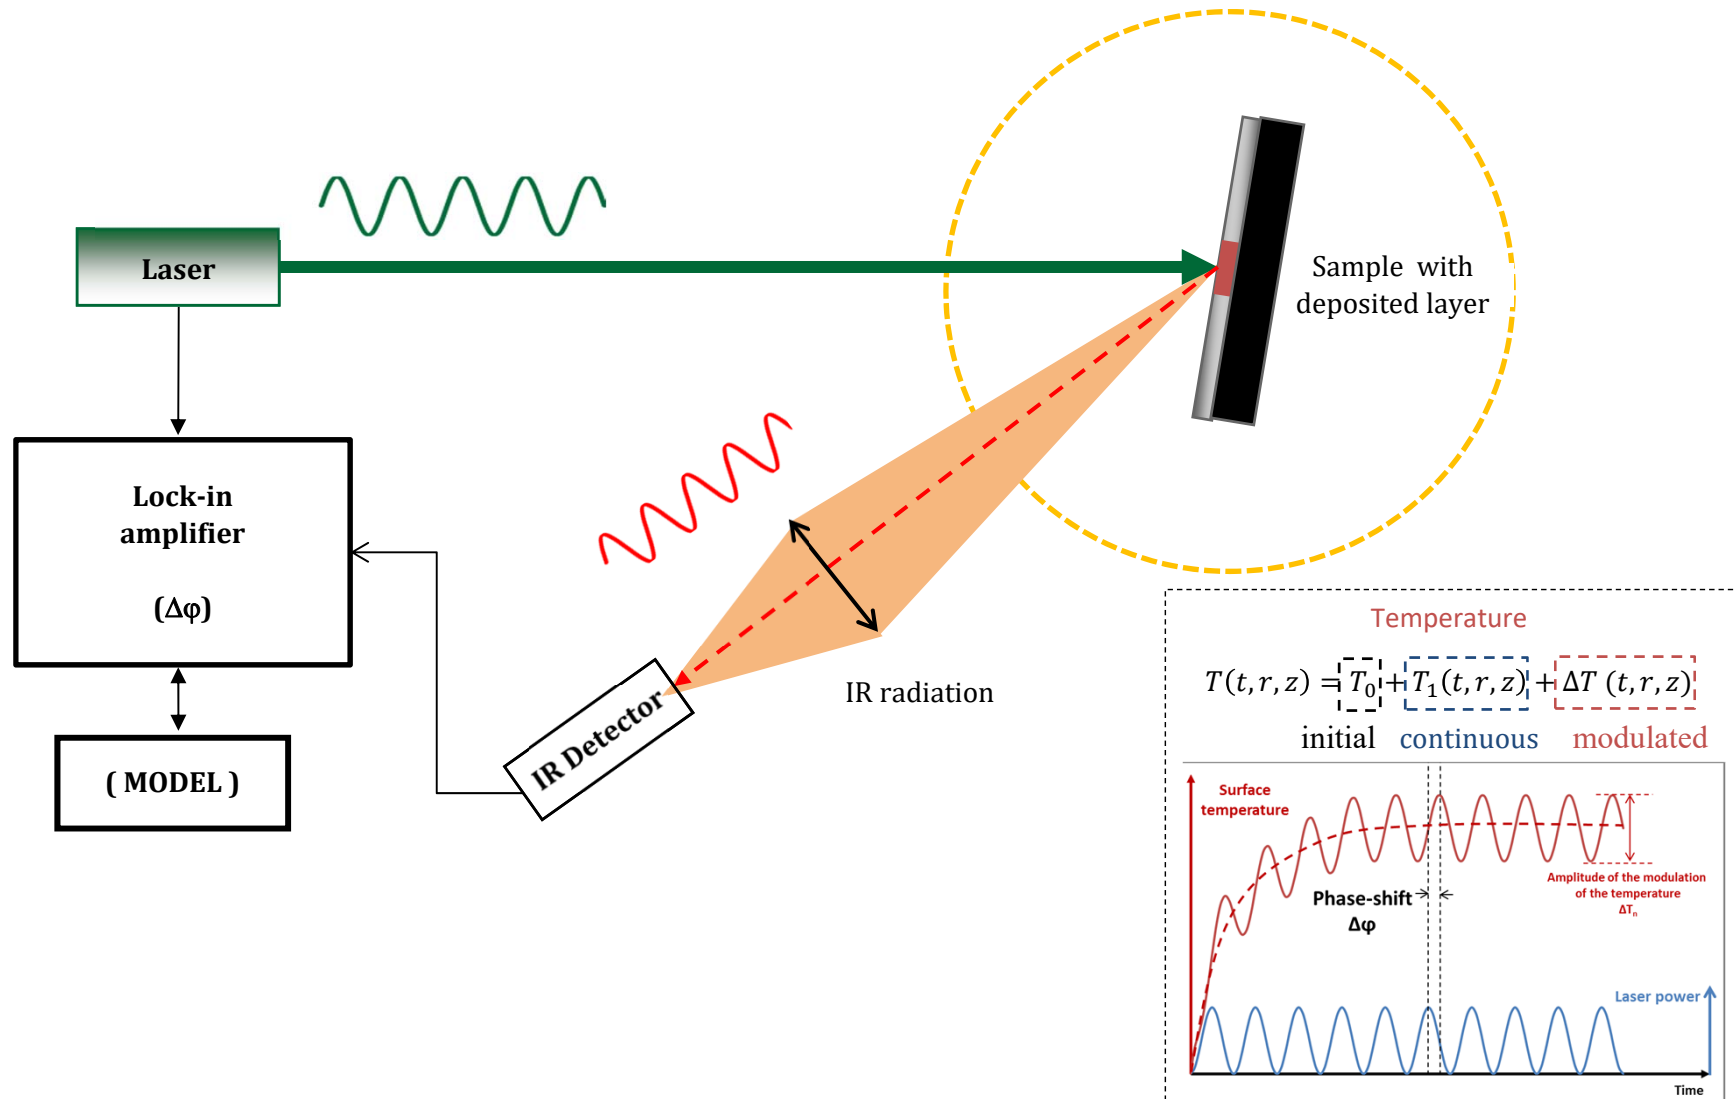 Laser
Sample with
deposited layer
Lock-in
amplifier
(Δφ)
IR Detector
IR radiation
( MODEL )
Temperature
T(t, r, z) = T₀ + T₁(t, r, z) + ΔT (t, r, z)
initial continuous modulated
Surface
temperature
Amplitude of the modulation
of the temperature
ΔTₙ
Phase-shift
Δφ
Laser power
Time